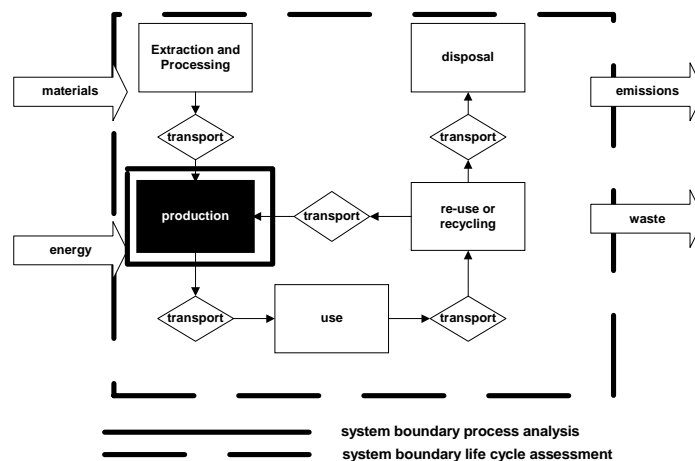 Extraction and
Processing
disposal
materials
emissions
transport
transport
production
transport
re-use or
recycling
waste
energy
transport
use
transport
system boundary process analysis
system boundary life cycle assessment